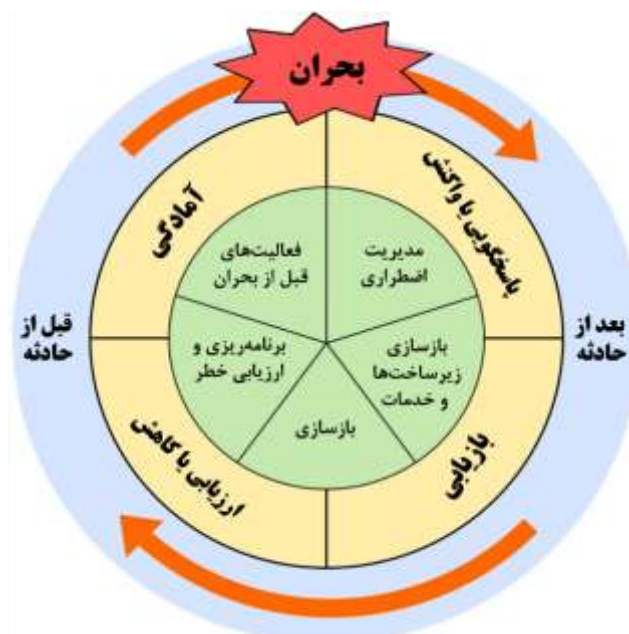 بحران
آمادگی
پاسخگویی یا واکنش
فعالیت‌های
قبل از بحران
مدیریت
اضطراری
قبل از
حادثه
بعد از
حادثه
برنامه‌ریزی و
ارزیابی خطر
بازسازی
زیرساخت‌ها
و خدمات
بازسازی
ارزیابی یا کاهش
بازیابی